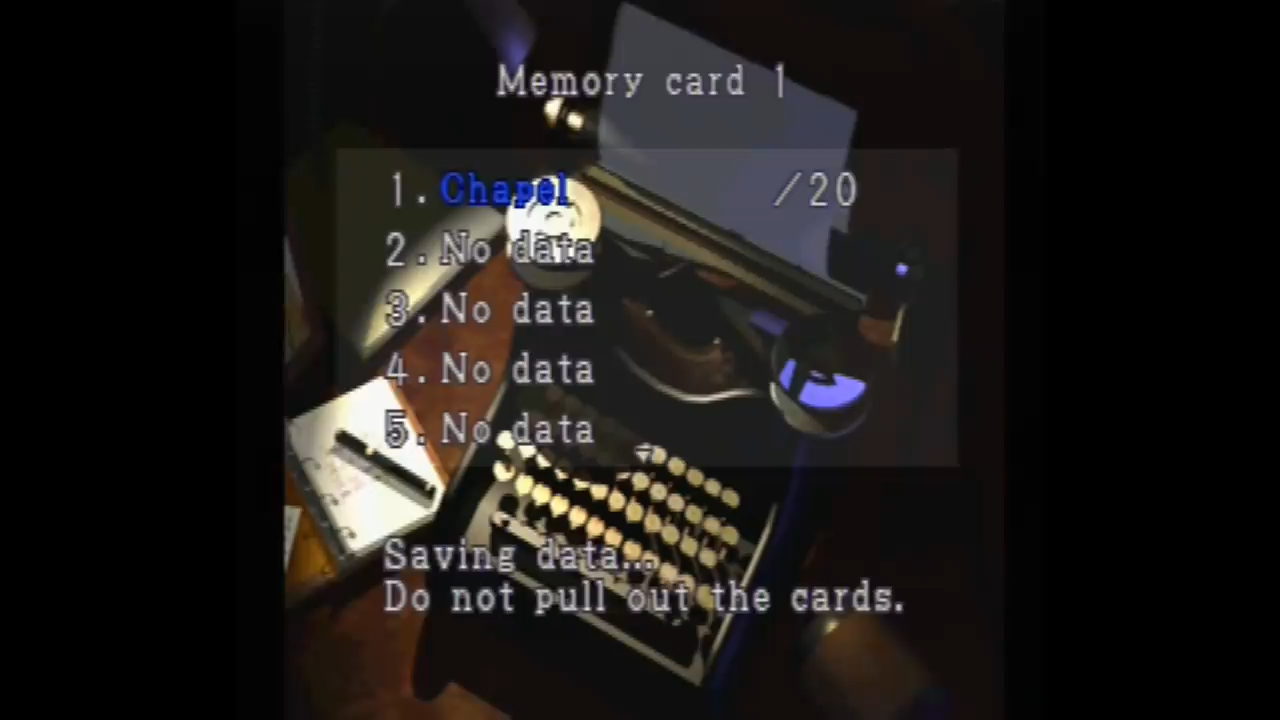 Memory card 1
1. Chapel /20
2. No data
3. No data
4. No data
5. No data
Saving data...
Do not pull out the cards.